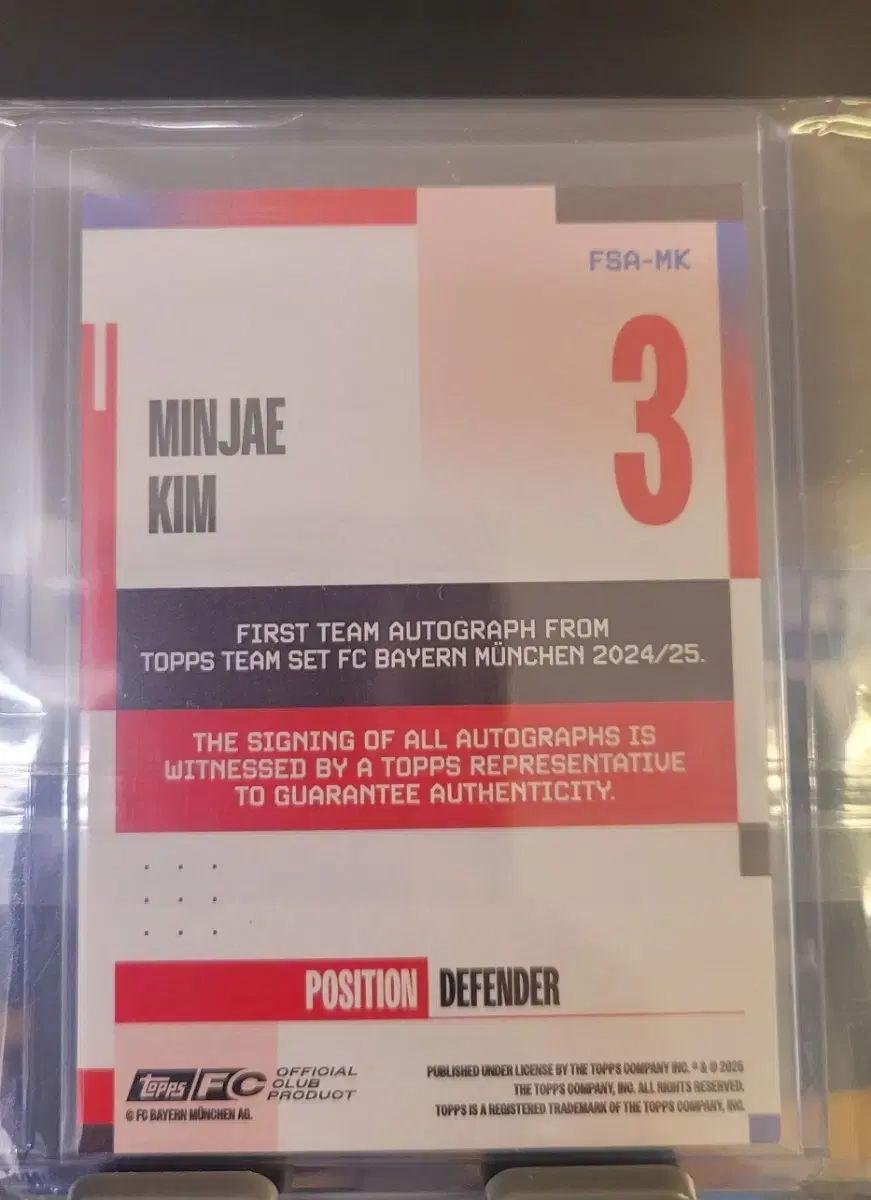 FSA-MK
3
MINJAE
KIM
FIRST TEAM AUTOGRAPH FROM
TOPPS TEAM SET FC BAYERN MÜNCHEN 2024/25.
THE SIGNING OF ALL AUTOGRAPHS IS
WITNESSED BY A TOPPS REPRESENTATIVE
TO GUARANTEE AUTHENTICITY.
POSITION DEFENDER
topps FC OFFICIAL
CLUB
PRODUCT
© FC BAYERN MÜNCHEN AG.
PUBLISHED UNDER LICENSE BY THE TOPPS COMPANY INC. ® & © 2025
THE TOPPS COMPANY, INC. ALL RIGHTS RESERVED.
TOPPS IS A REGISTERED TRADEMARK OF THE TOPPS COMPANY, INC.